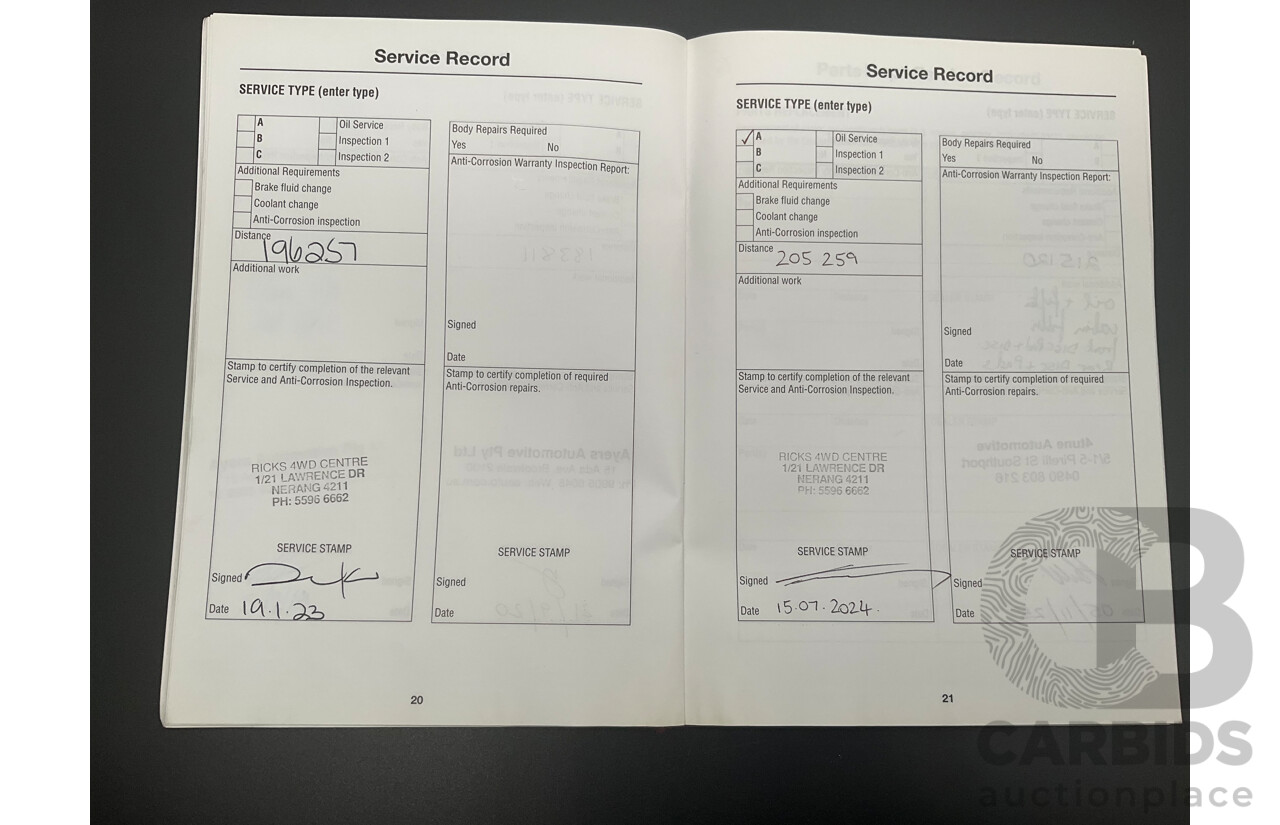 Service Record
SERVICE TYPE (enter type)
A
Oil Service
B
Inspection 1
C
Inspection 2
Additional Requirements
Brake fluid change
Coolant change
Anti-Corrosion inspection
Distance
196257
Additional work
Stamp to certify completion of the relevant
Service and Anti-Corrosion Inspection.
RICKS 4WD CENTRE
1/21 LAWRENCE DR
NERANG 4211
PH: 5596 6662
SERVICE STAMP
Signed
Date 19.1.23
Body Repairs Required
Yes No
Anti-Corrosion Warranty Inspection Report:
Signed
Date
Stamp to certify completion of required
Anti-Corrosion repairs.
SERVICE STAMP
Signed
Date
20
Service Record
SERVICE TYPE (enter type)
✓ A
Oil Service
B
Inspection 1
C
Inspection 2
Additional Requirements
Brake fluid change
Coolant change
Anti-Corrosion inspection
Distance
205 259
Additional work
Stamp to certify completion of the relevant
Service and Anti-Corrosion Inspection.
RICKS 4WD CENTRE
1/21 LAWRENCE DR
NERANG 4211
PH: 5596 6662
SERVICE STAMP
Signed
Date 15.07.2024.
Body Repairs Required
Yes No
Anti-Corrosion Warranty Inspection Report:
Signed
Date
Stamp to certify completion of required
Anti-Corrosion repairs.
SERVICE STAMP
Signed
Date
21
CB
CARBIDS
auctionplace